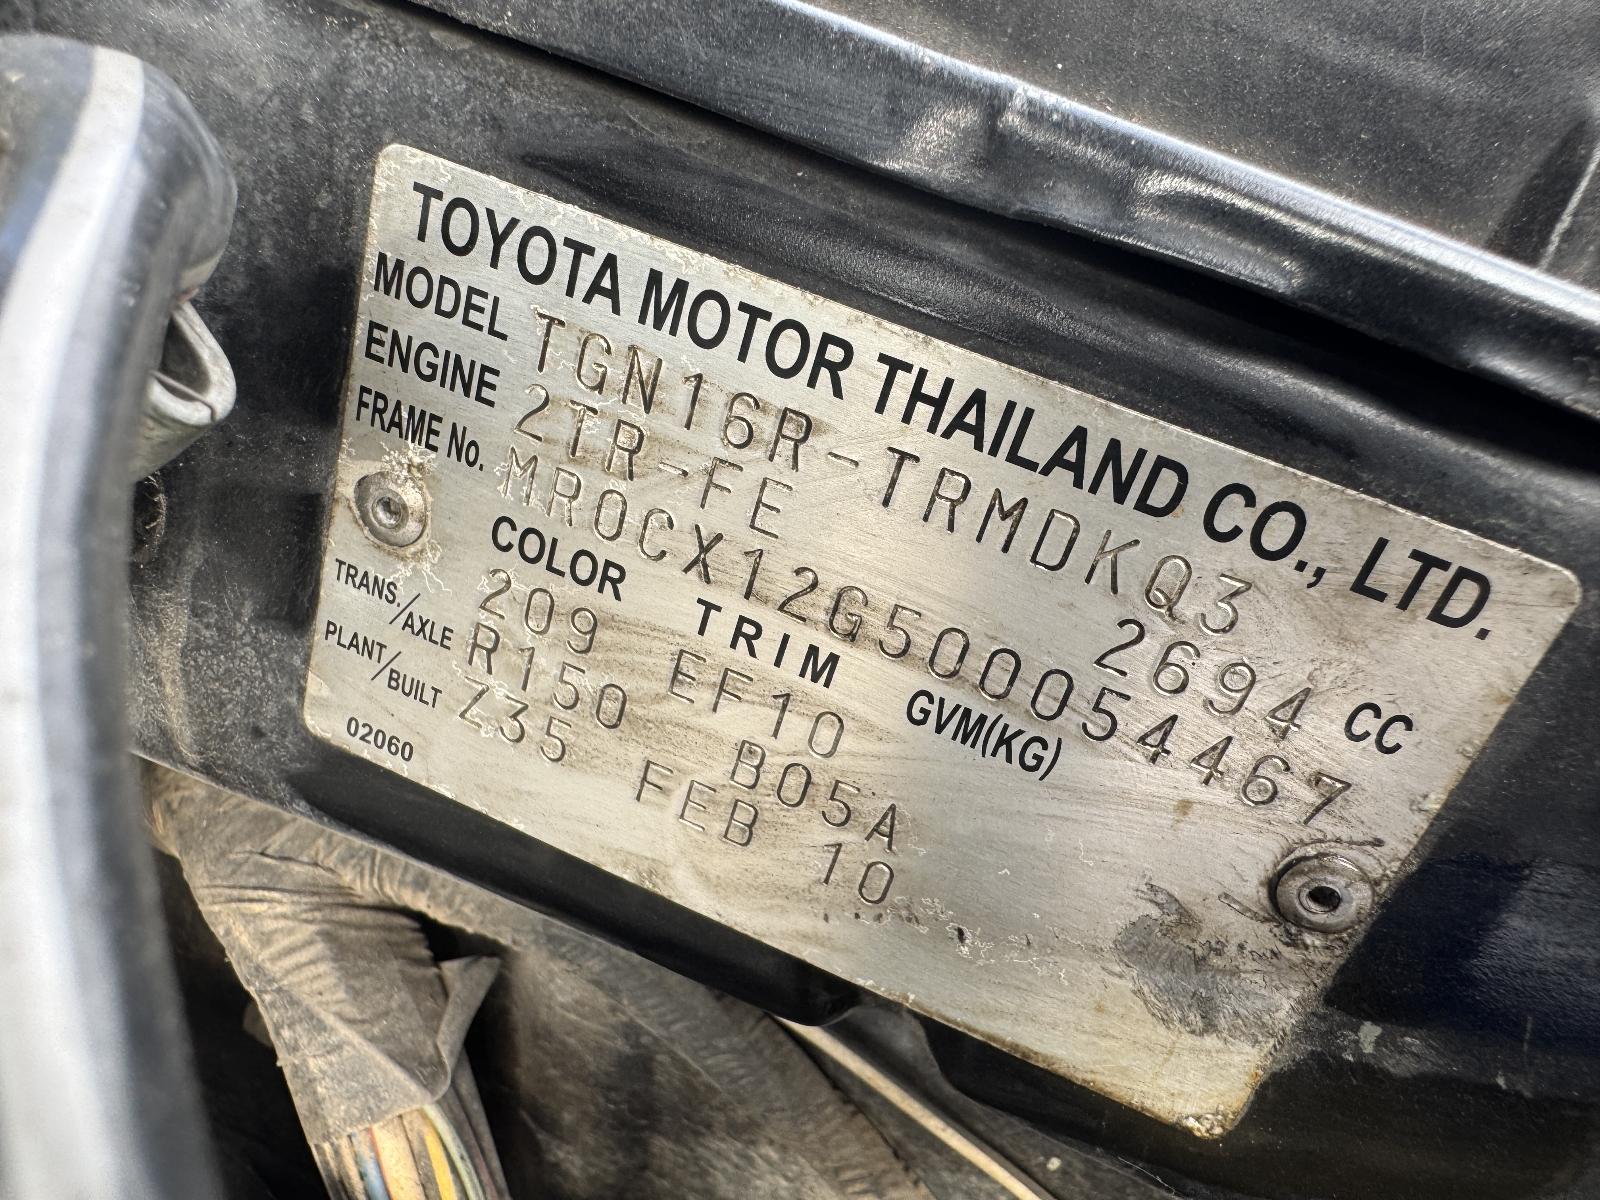 TOYOTA MOTOR THAILAND CO., LTD.
MODEL TGN16R-TRMDKQ3
ENGINE 2TR-FE 2694 CC
FRAME No. MR0CX12G500054467
COLOR TRIM GVM(KG)
209 EF10
TRANS./AXLE R150 B05A
PLANT/BUILT Z35 FEB 10
02060